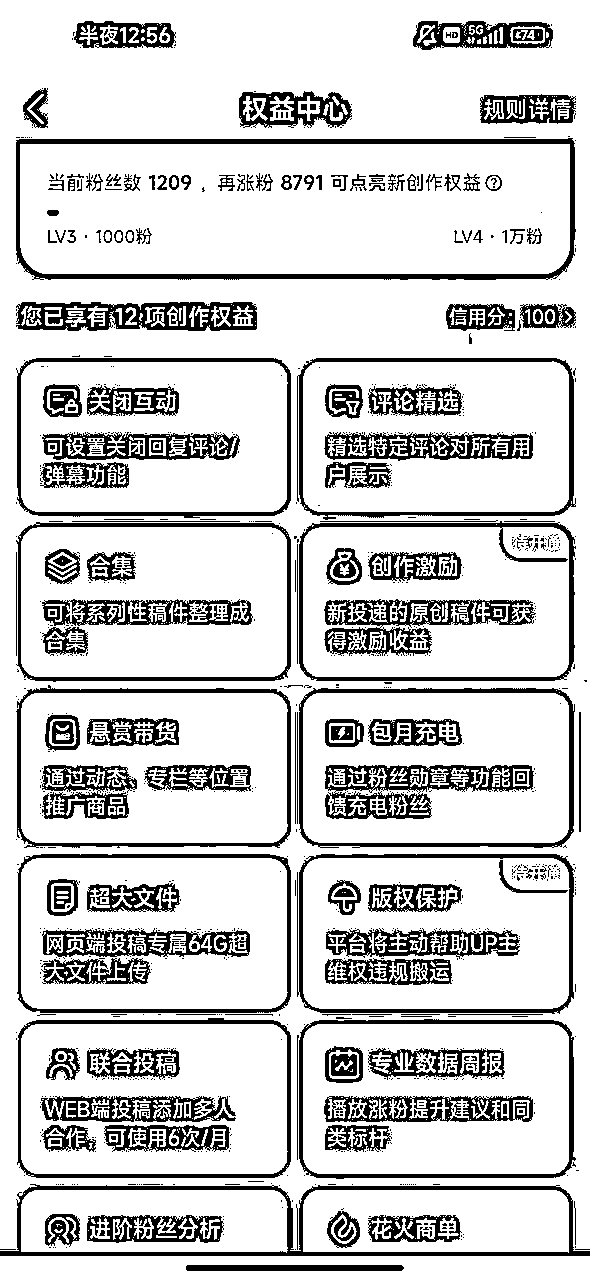 半夜12:56
HD 5G 74
权益中心
规则详情
当前粉丝数 1209 ，再涨粉 8791 可点亮新创作权益?
LV3 · 1000粉
LV4 · 1万粉
您已享有 12 项创作权益
信用分: 100
关闭互动
可设置关闭回复评论/
弹幕功能
评论精选
精选特定评论对所有用
户展示
合集
可将系列性稿件整理成
合集
待开通
创作激励
新投递的原创稿件可获
得激励收益
悬赏带货
通过动态、专栏等位置
推广商品
包月充电
通过粉丝勋章等功能回
馈充电粉丝
超大文件
网页端投稿专属64G超
大文件上传
待开通
版权保护
平台将主动帮助UP主
维权违规搬运
联合投稿
WEB端投稿添加多人
合作，可使用6次/月
专业数据周报
播放涨粉提升建议和同
类标杆
进阶粉丝分析
花火商单